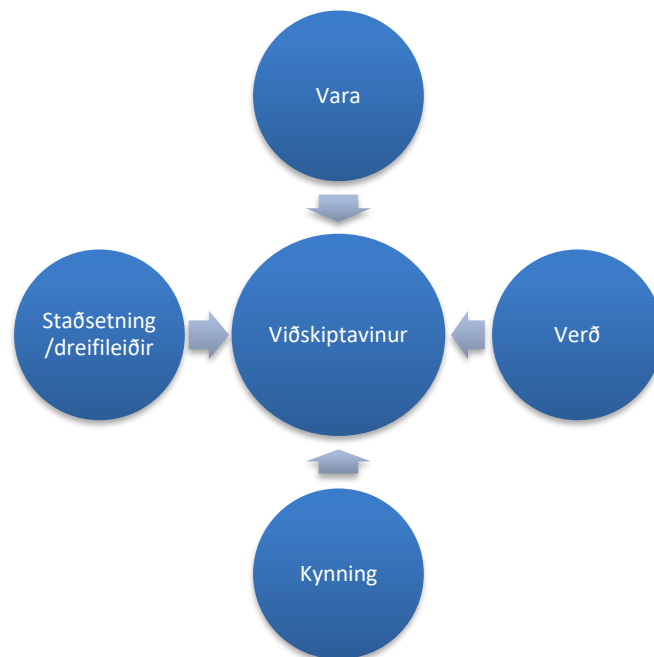 Vara
Staðsetning
/dreifileiðir
Viðskiptavinur
Verð
Kynning